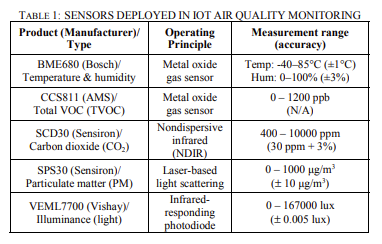 TABLE 1: SENSORS DEPLOYED IN IOT AIR QUALITY MONITORING
Product (Manufacturer)/ Operating Measurement range
Type Principle (accuracy)
BME680 (Bosch)/ Metal oxide Temp: -40–85°C (±1°C)
Temperature & humidity gas sensor Hum: 0–100% (±3%)
CCS811 (AMS)/ Metal oxide 0 – 1200 ppb
Total VOC (TVOC) gas sensor (N/A)
SCD30 (Sensiron)/ Nondispersive 400 – 10000 ppm
Carbon dioxide (CO₂) infrared (30 ppm + 3%)
(NDIR)
SPS30 (Sensiron)/ Laser-based 0 – 1000 µg/m³
Particulate matter (PM) light scattering (± 10 µg/m³)
VEML7700 (Vishay)/ Infrared- 0 – 167000 lux
Illuminance (light) responding (± 0.005 lux)
photodiode